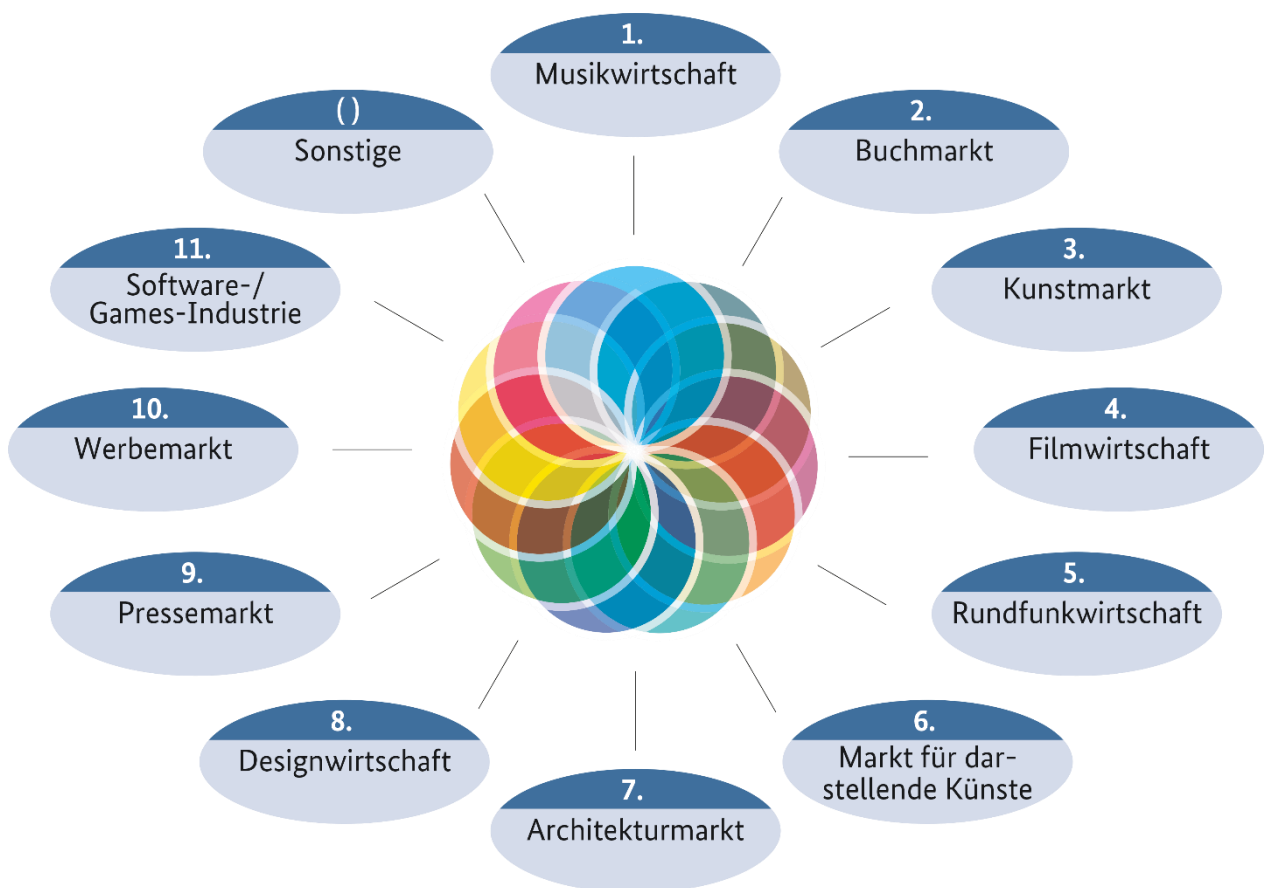 1.
Musikwirtschaft
2.
Buchmarkt
3.
Kunstmarkt
4.
Filmwirtschaft
5.
Rundfunkwirtschaft
6.
Markt für dar-
stellende Künste
7.
Architekturmarkt
8.
Designwirtschaft
9.
Pressemarkt
10.
Werbemarkt
11.
Software-/
Games-Industrie
( )
Sonstige